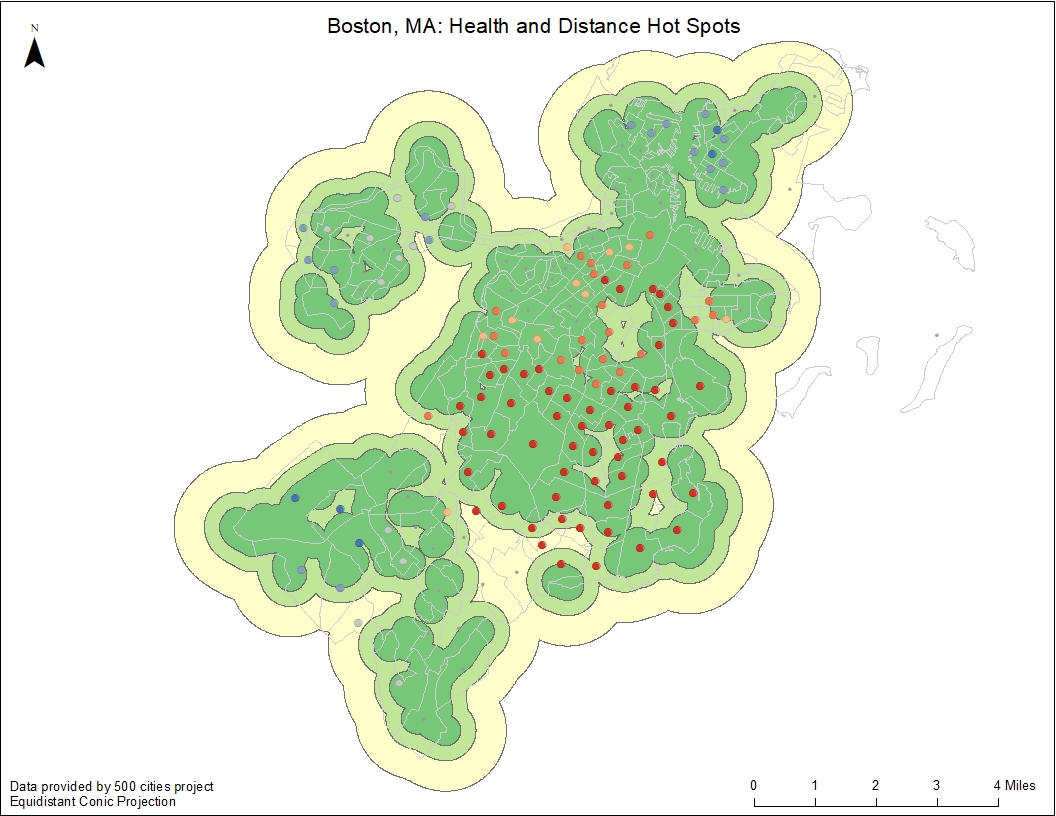 Boston, MA: Health and Distance Hot Spots
N
Data provided by 500 cities project
Equidistant Conic Projection
0 1 2 3 4 Miles